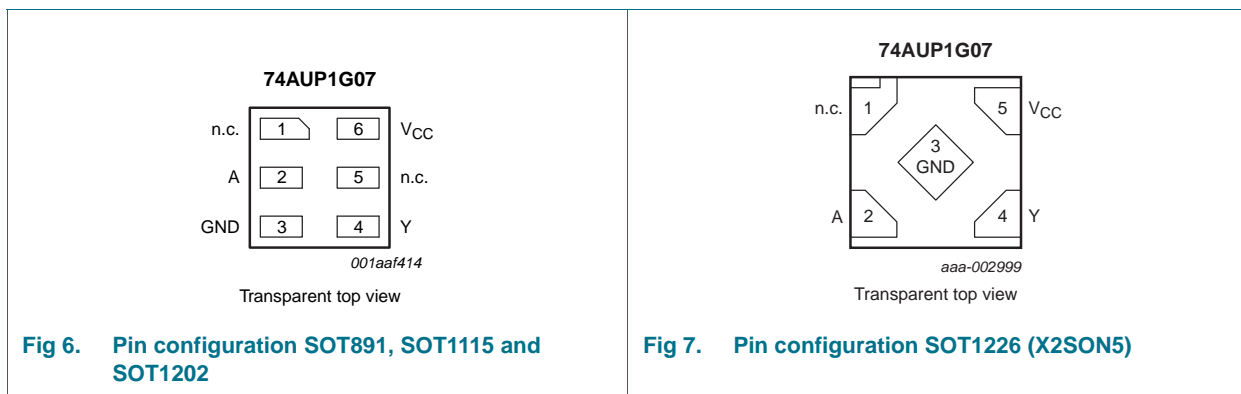 74AUP1G07
n.c. 1 6 VCC
A 2 5 n.c.
GND 3 4 Y
001aaf414
Transparent top view
Fig 6. Pin configuration SOT891, SOT1115 and
SOT1202
74AUP1G07
n.c. 1 5 VCC
3
GND
A 2 4 Y
aaa-002999
Transparent top view
Fig 7. Pin configuration SOT1226 (X2SON5)